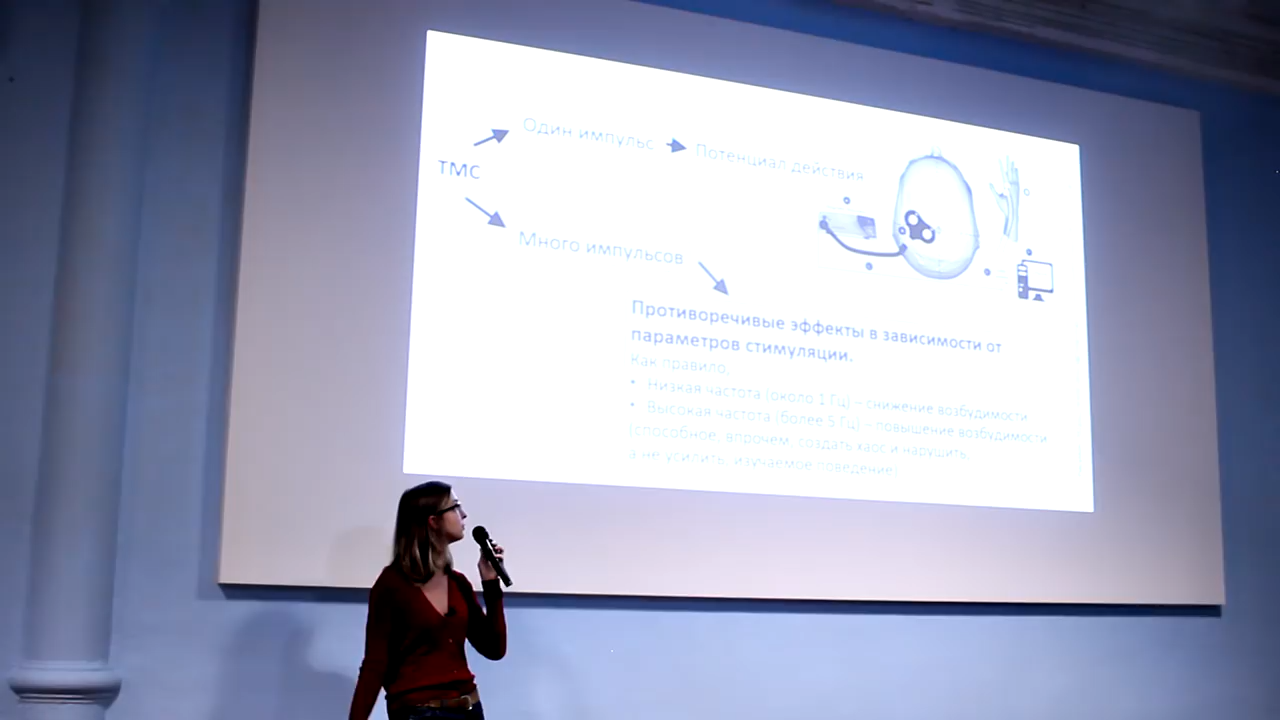 Один импульс
Потенциал действия
ТМС
Много импульсов
Противоречивые эффекты в зависимости от
параметров стимуляции.
Как правило,
• Низкая частота (около 1 Гц) – снижение возбудимости
• Высокая частота (более 5 Гц) – повышение возбудимости
(способное, впрочем, создать хаос и нарушить,
а не усилить, изучаемое поведение)